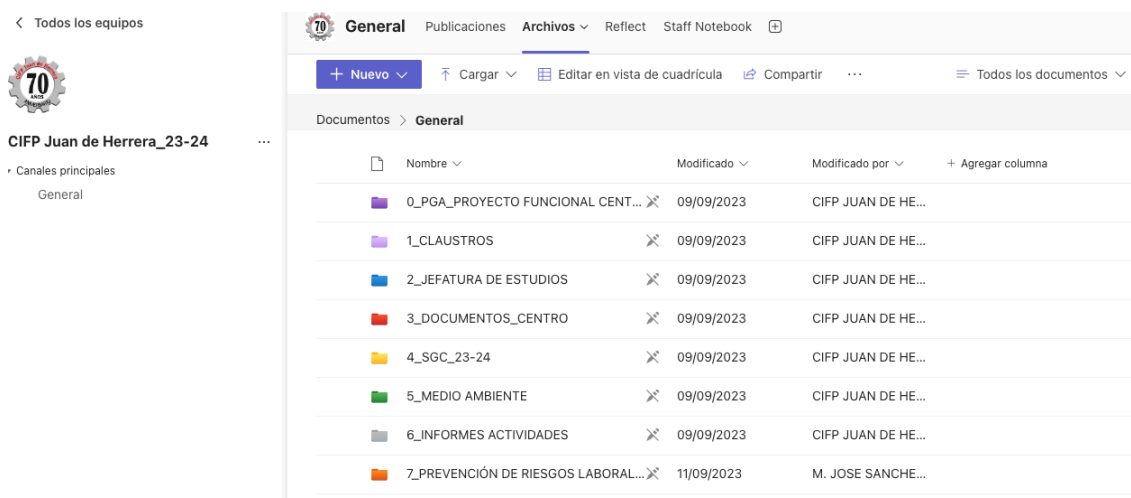 Todos los equipos
70
AÑOS
CIFP Juan de Herrera_23-24 ...
Canales principales
General
70 General Publicaciones Archivos Reflect Staff Notebook
+ Nuevo Cargar Editar en vista de cuadrícula Compartir ... Todos los documentos
Documentos > General
Nombre Modificado Modificado por + Agregar columna
0_PGA_PROYECTO FUNCIONAL CENT... 09/09/2023 CIFP JUAN DE HE...
1_CLAUSTROS 09/09/2023 CIFP JUAN DE HE...
2_JEFATURA DE ESTUDIOS 09/09/2023 CIFP JUAN DE HE...
3_DOCUMENTOS_CENTRO 09/09/2023 CIFP JUAN DE HE...
4_SGC_23-24 09/09/2023 CIFP JUAN DE HE...
5_MEDIO AMBIENTE 09/09/2023 CIFP JUAN DE HE...
6_INFORMES ACTIVIDADES 09/09/2023 CIFP JUAN DE HE...
7_PREVENCIÓN DE RIESGOS LABORAL... 11/09/2023 M. JOSE SANCHE...